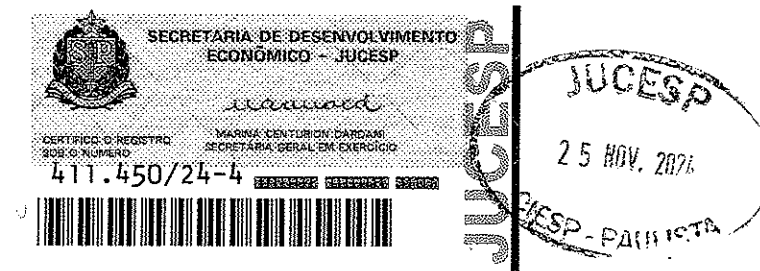 SECRETARIA DE DESENVOLVIMENTO
ECONÔMICO - JUCESP
MARINA CENTURION DARDANI
SECRETÁRIA GERAL EM EXERCÍCIO
CERTIFICO O REGISTRO
SOB O NÚMERO
411.450/24-4
JUCESP
JUCESP
25 NOV. 2024
CIESP - PAULISTA